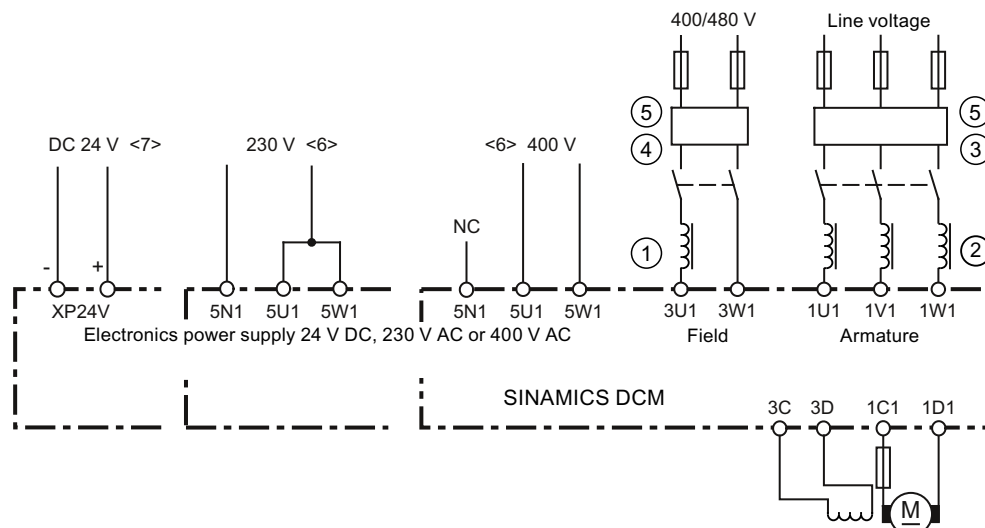 400/480 V
Line voltage
5
5
DC 24 V <7>
230 V <6>
<6> 400 V
4
3
NC
1
2
- +
XP24V
5N1 5U1 5W1
5N1 5U1 5W1
3U1 3W1
1U1 1V1 1W1
Electronics power supply 24 V DC, 230 V AC or 400 V AC
Field
Armature
SINAMICS DCM
3C 3D 1C1 1D1
M